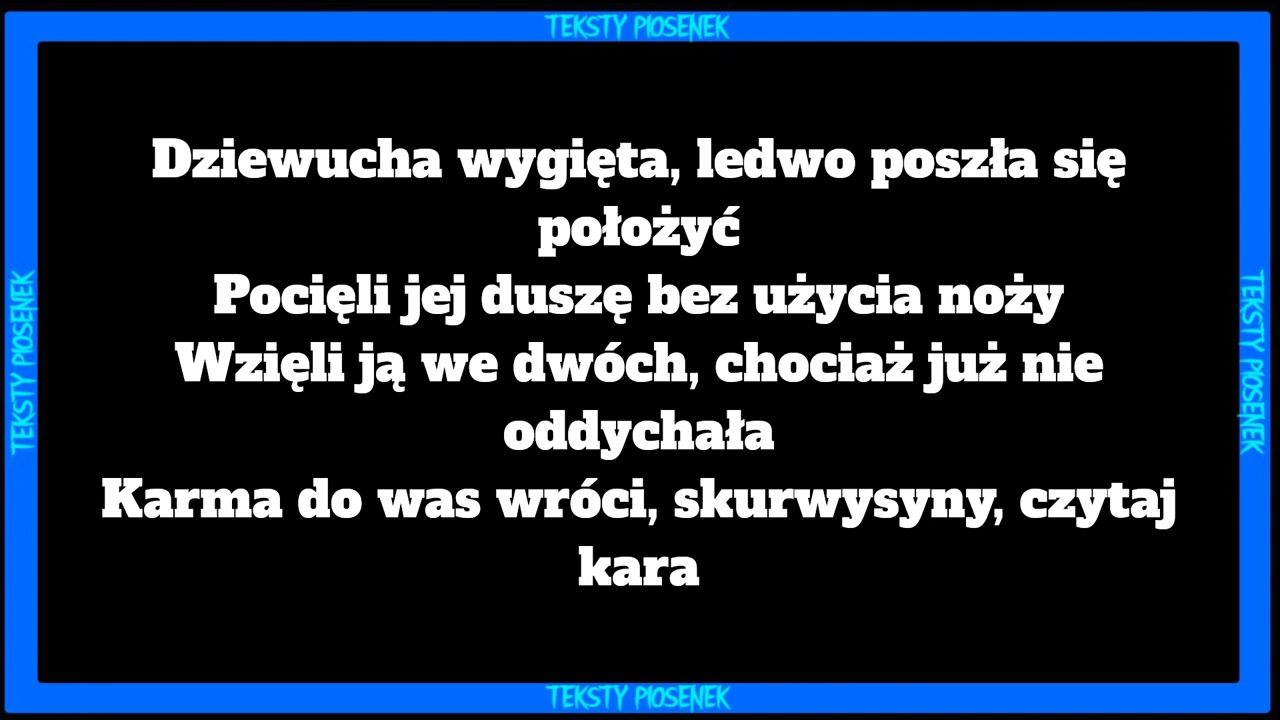 TEKSTY PIOSENEK
Dziewucha wygięta, ledwo poszła się
położyć
Pocięli jej duszę bez użycia noży
Wzięli ją we dwóch, chociaż już nie
oddychała
Karma do was wróci, skurwysyny, czytaj
kara
TEKSTY PIOSENEK
TEKSTY PIOSENEK
TEKSTY PIOSENEK